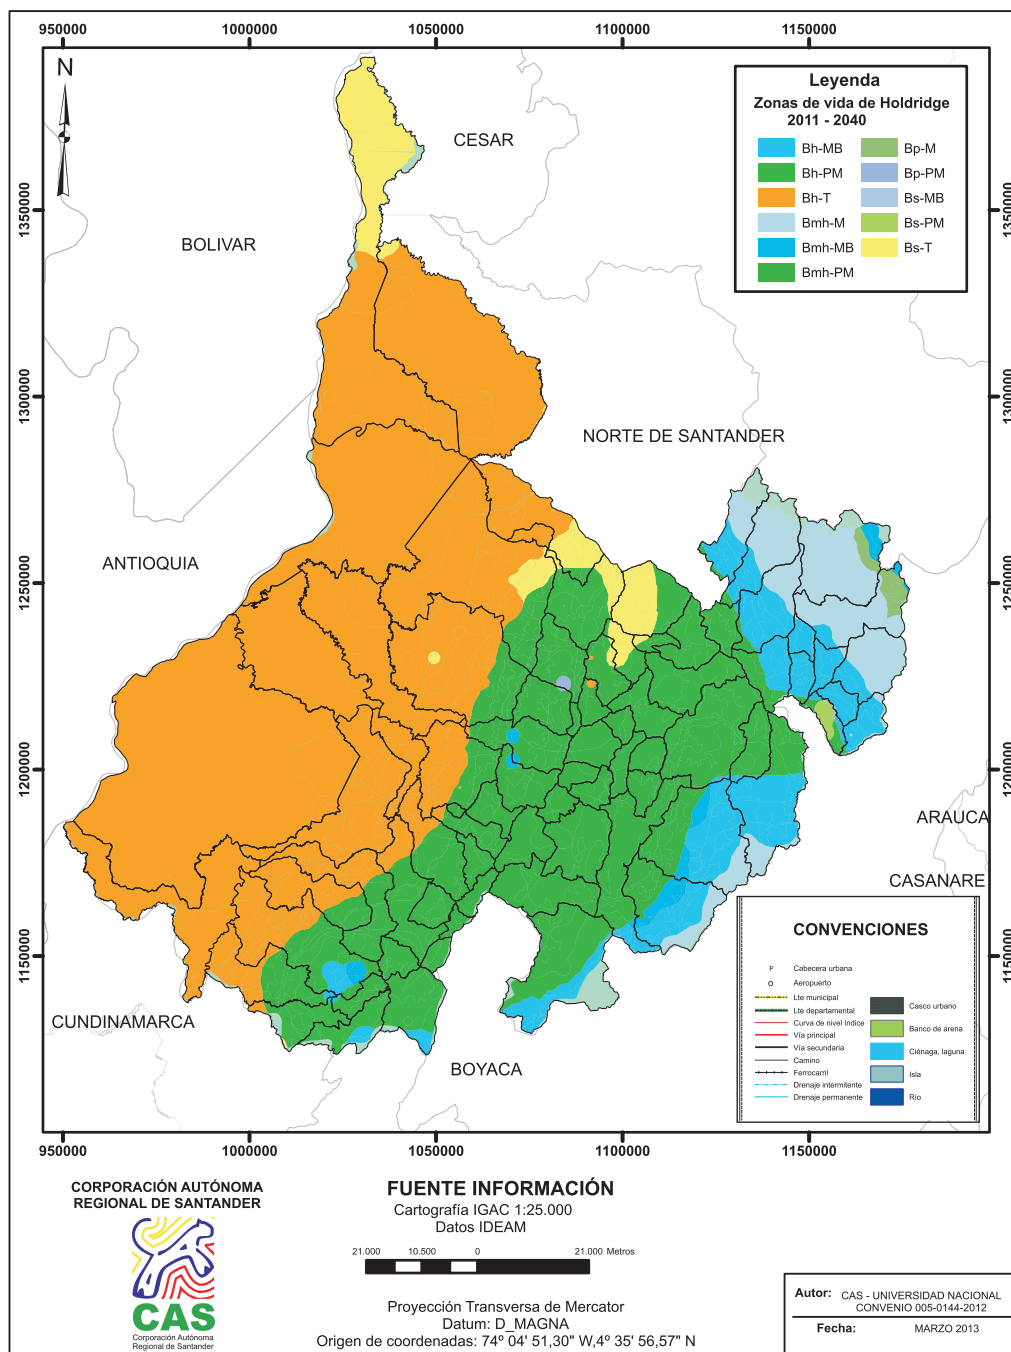 950000 1000000 1050000 1100000 1150000
N
Leyenda
Zonas de vida de Holdridge
2011 - 2040
Bh-MB
Bh-PM
Bh-T
Bmh-M
Bmh-MB
Bmh-PM
Bp-M
Bp-PM
Bs-MB
Bs-PM
Bs-T
CESAR
BOLIVAR
NORTE DE SANTANDER
ANTIOQUIA
ARAUCA
CASANARE
CUNDINAMARCA
BOYACA
1350000
1300000
1250000
1200000
1150000
1350000
1300000
1250000
1200000
1150000
CONVENCIONES
P Cabecera urbana
O Aeropuerto
Lte municipal
Lte departamental
Curva de nivel índice
Vía principal
Vía secundaria
Camino
Ferrocarril
Drenaje intermitente
Drenaje permanente
Casco urbano
Banco de arena
Ciénaga, laguna
Isla
Río
950000 1000000 1050000 1100000 1150000
CORPORACIÓN AUTÓNOMA
REGIONAL DE SANTANDER
CAS
Corporación Autónoma
Regional de Santander
FUENTE INFORMACIÓN
Cartografía IGAC 1:25.000
Datos IDEAM
21.000 10.500 0 21.000 Metros
Proyección Transversa de Mercator
Datum: D_MAGNA
Origen de coordenadas: 74º 04' 51,30" W,4º 35' 56,57" N
Autor: CAS - UNIVERSIDAD NACIONAL
CONVENIO 005-0144-2012
Fecha: MARZO 2013